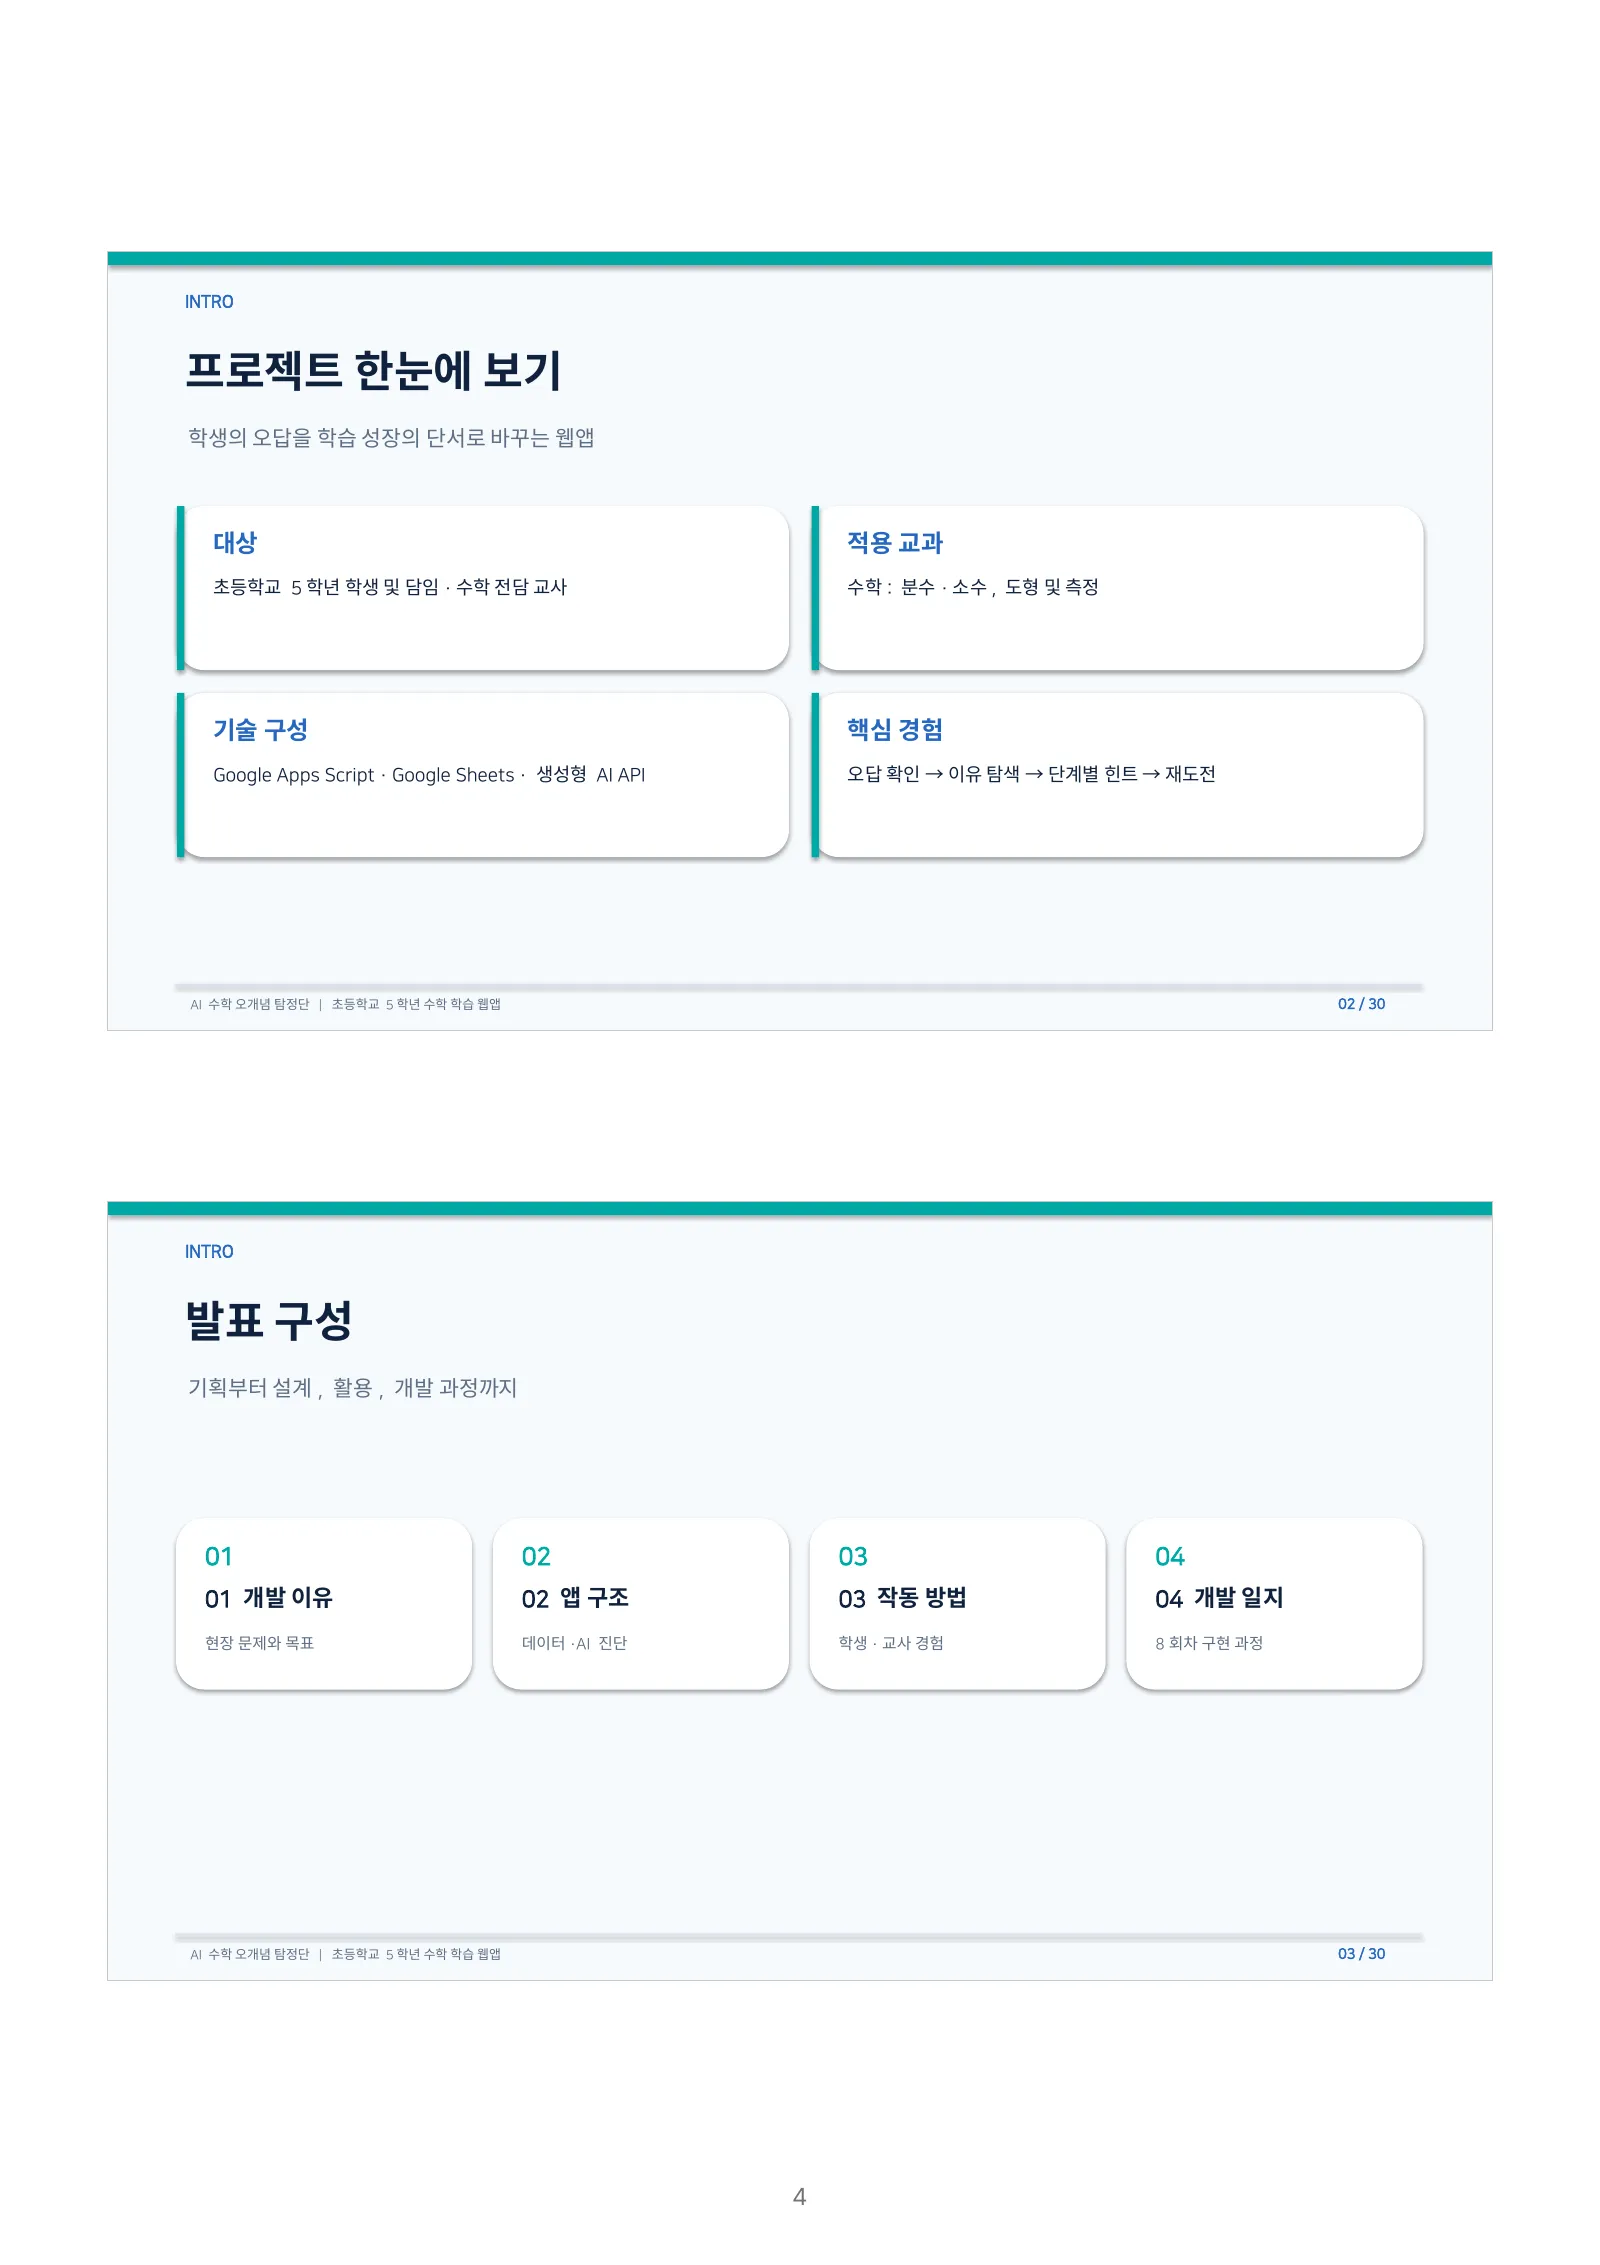 INTRO
프로젝트 한눈에 보기
학생의 오답을 학습 성장의 단서로 바꾸는 웹앱
대상
초등학교 5 학년 학생 및 담임 · 수학 전담 교사
적용 교과
수학 : 분수 · 소수 , 도형 및 측정
기술 구성
Google Apps Script · Google Sheets · 생성형 AI API
핵심 경험
오답 확인 → 이유 탐색 → 단계별 힌트 → 재도전
AI 수학 오개념 탐정단 | 초등학교 5 학년 수학 학습 웹앱
02 / 30
INTRO
발표 구성
기획부터 설계 , 활용 , 개발 과정까지
01
01 개발 이유
현장 문제와 목표
02
02 앱 구조
데이터 ·AI 진단
03
03 작동 방법
학생 · 교사 경험
04
04 개발 일지
8 회차 구현 과정
AI 수학 오개념 탐정단 | 초등학교 5 학년 수학 학습 웹앱
03 / 30
4